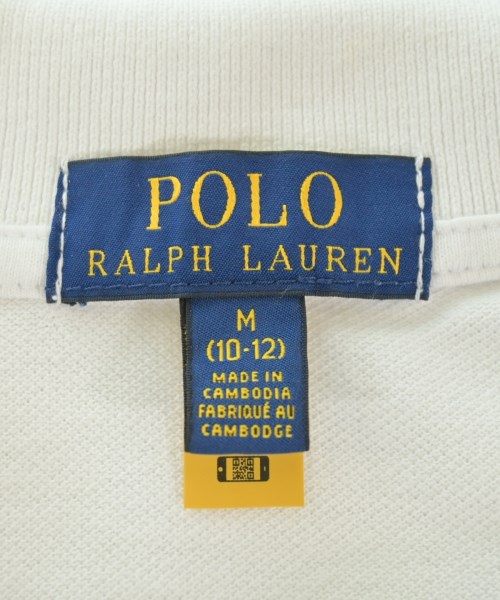 POLO
RALPH LAUREN
M
(10-12)
MADE IN
CAMBODIA
FABRIQUÉ AU
CAMBODGE